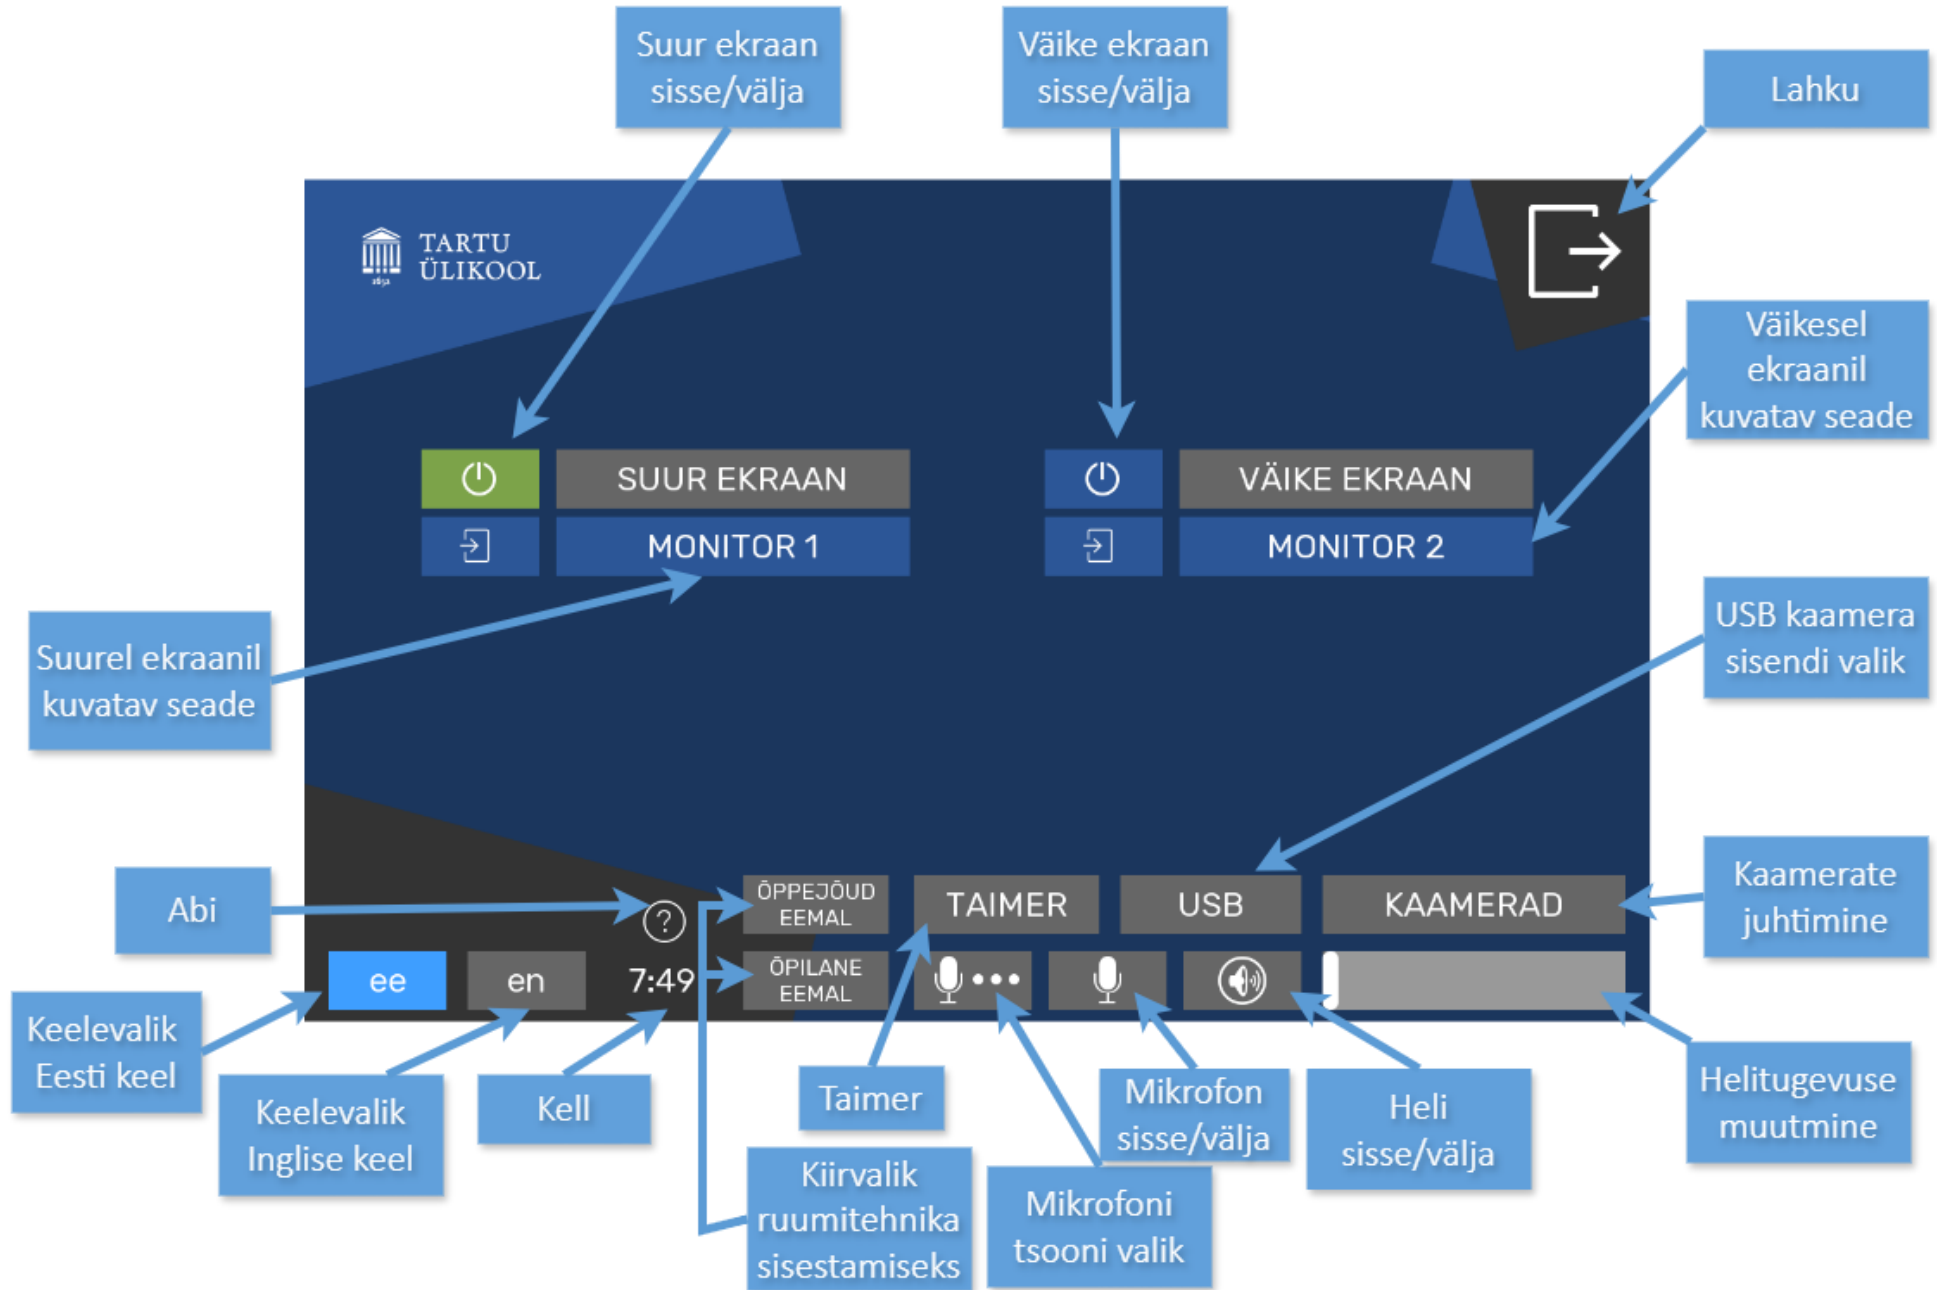 Suur ekraan
sisse/välja
Väike ekraan
sisse/välja
Lahku
TARTU
ÜLIKOOL
1632
Väikesel
ekraanil
kuvatav seade
SUUR EKRAAN
MONITOR 1
VÄIKE EKRAAN
MONITOR 2
Suurel ekraanil
kuvatav seade
USB kaamera
sisendi valik
Abi
?
ÕPPEJÕUD
EEMAL
TAIMER
USB
KAAMERAD
Kaamerate
juhtimine
ee
en
7:49
ÕPILANE
EEMAL
Keelevalik
Eesti keel
Keelevalik
Inglise keel
Kell
Taimer
Kiirvalik
ruumitehnika
sisestamiseks
Mikrofoni
tsooni valik
Mikrofon
sisse/välja
Heli
sisse/välja
Helitugevuse
muutmine